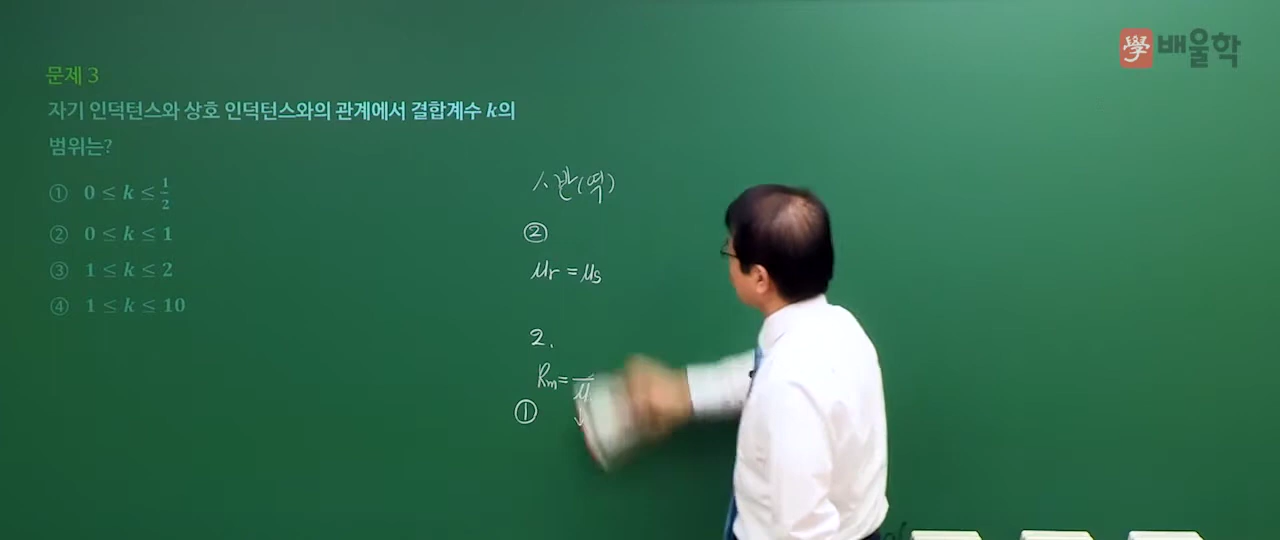 學 배울학
문제 3
자기 인덕턴스와 상호 인덕턴스와의 관계에서 결합계수 k의
범위는?
① 0 ≤ k ≤ 1/2
② 0 ≤ k ≤ 1
③ 1 ≤ k ≤ 2
④ 1 ≤ k ≤ 10
(역)
②
μr = μs
2.
Rm = ─/μ
①